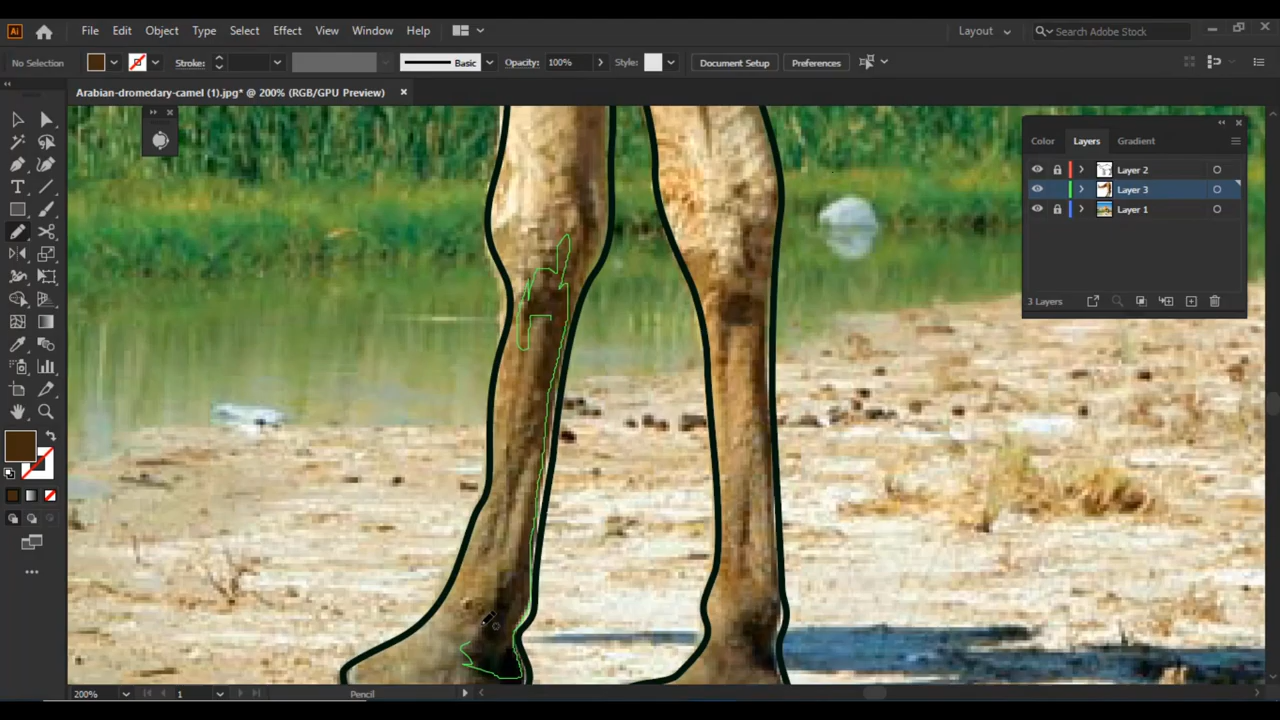 Ai File Edit Object Type Select Effect View Window Help Layout Search Adobe Stock
No Selection Stroke: Basic Opacity: 100% Style: Document Setup Preferences
Arabian-dromedary-camel (1).jpg* @ 200% (RGB/GPU Preview)
Color Layers Gradient
Layer 2
Layer 3
Layer 1
3 Layers
200% 1 Pencil